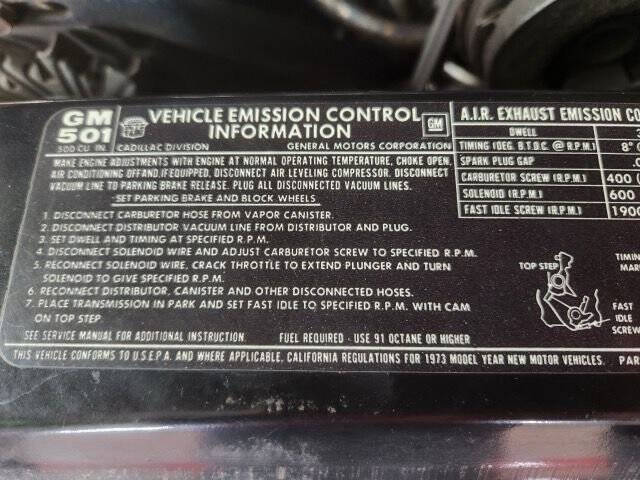 GM
501
500 CU. IN.
VEHICLE EMISSION CONTROL
INFORMATION
GM
CADILLAC DIVISION GENERAL MOTORS CORPORATION
MAKE ENGINE ADJUSTMENTS WITH ENGINE AT NORMAL OPERATING TEMPERATURE, CHOKE OPEN,
AIR CONDITIONING OFF AND, IF EQUIPPED, DISCONNECT AIR LEVELING COMPRESSOR. DISCONNECT
VACUUM LINE TO PARKING BRAKE RELEASE. PLUG ALL DISCONNECTED VACUUM LINES.
SET PARKING BRAKE AND BLOCK WHEELS
1. DISCONNECT CARBURETOR HOSE FROM VAPOR CANISTER.
2. DISCONNECT DISTRIBUTOR VACUUM LINE FROM DISTRIBUTOR AND PLUG.
3. SET DWELL AND TIMING AT SPECIFIED R.P.M.
4. DISCONNECT SOLENOID WIRE AND ADJUST CARBURETOR SCREW TO SPECIFIED R.P.M.
5. RECONNECT SOLENOID WIRE, CRACK THROTTLE TO EXTEND PLUNGER AND TURN
SOLENOID TO GIVE SPECIFIED R.P.M.
6. RECONNECT DISTRIBUTOR, CANISTER AND OTHER DISCONNECTED HOSES.
7. PLACE TRANSMISSION IN PARK AND SET FAST IDLE TO SPECIFIED R.P.M. WITH CAM
ON TOP STEP
SEE SERVICE MANUAL FOR ADDITIONAL INSTRUCTION. FUEL REQUIRED - USE 91 OCTANE OR HIGHER
THIS VEHICLE CONFORMS TO U.S.E.P.A. AND WHERE APPLICABLE, CALIFORNIA REGULATIONS FOR 1973 MODEL YEAR NEW MOTOR VEHICLES. PAR
A.I.R. EXHAUST EMISSION CO
DWELL
TIMING (DEG. B.T.D.C. @ R.P.M.) 8° (
SPARK PLUG GAP .0
CARBURETOR SCREW (R.P.M.) 400 (
SOLENOID (R.P.M.) 600
FAST IDLE SCREW (R.P.M.) 1900
TOP STEP
TIMIN
MAR
FAST
IDLE
SCREW